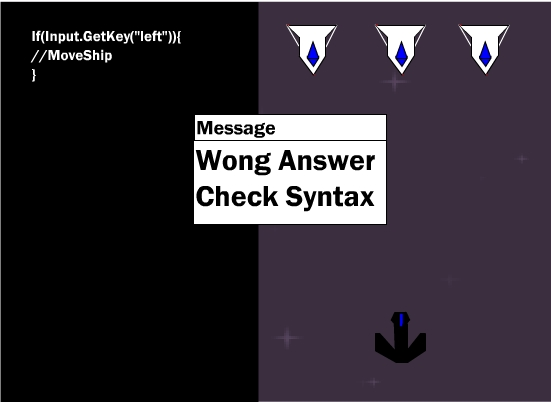 If(Input.GetKey("left")){
//MoveShip
}
Message
Wong Answer
Check Syntax